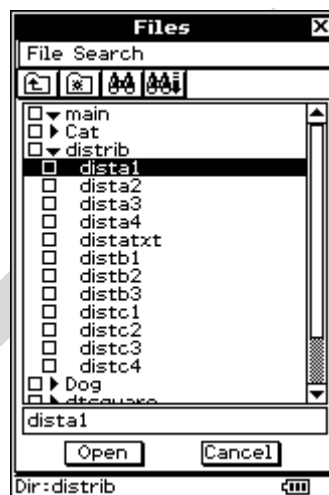 Files
File Search
main
Cat
distrib
dista1
dista2
dista3
dista4
distatxt
distb1
distb2
distb3
distc1
distc2
distc3
distc4
Dog
dtcquare
dista1
Open Cancel
Dir:distrib